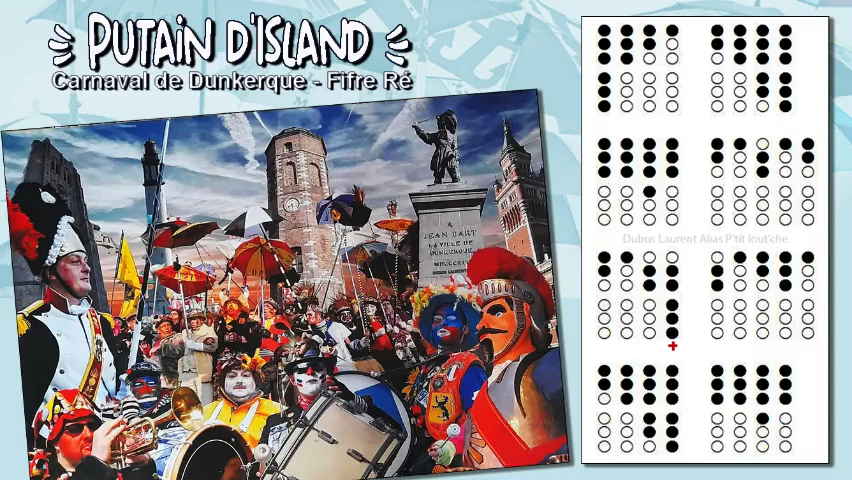 PUTAIN D'ISLAND
Carnaval de Dunkerque - Fifre Ré
A
JEAN BART
LA VILLE DE
DUNKERQUE,
Dubus Laurent Alias P'tit lout'che